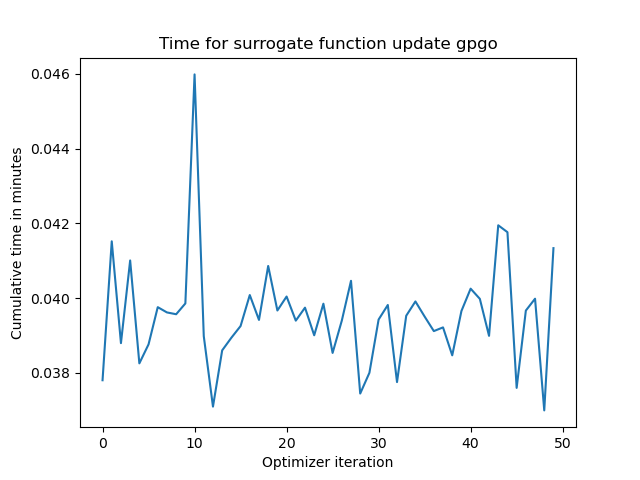 Time for surrogate function update gpgo
0.046
0.044
0.042
0.040
0.038
Cumulative time in minutes
0 10 20 30 40 50
Optimizer iteration